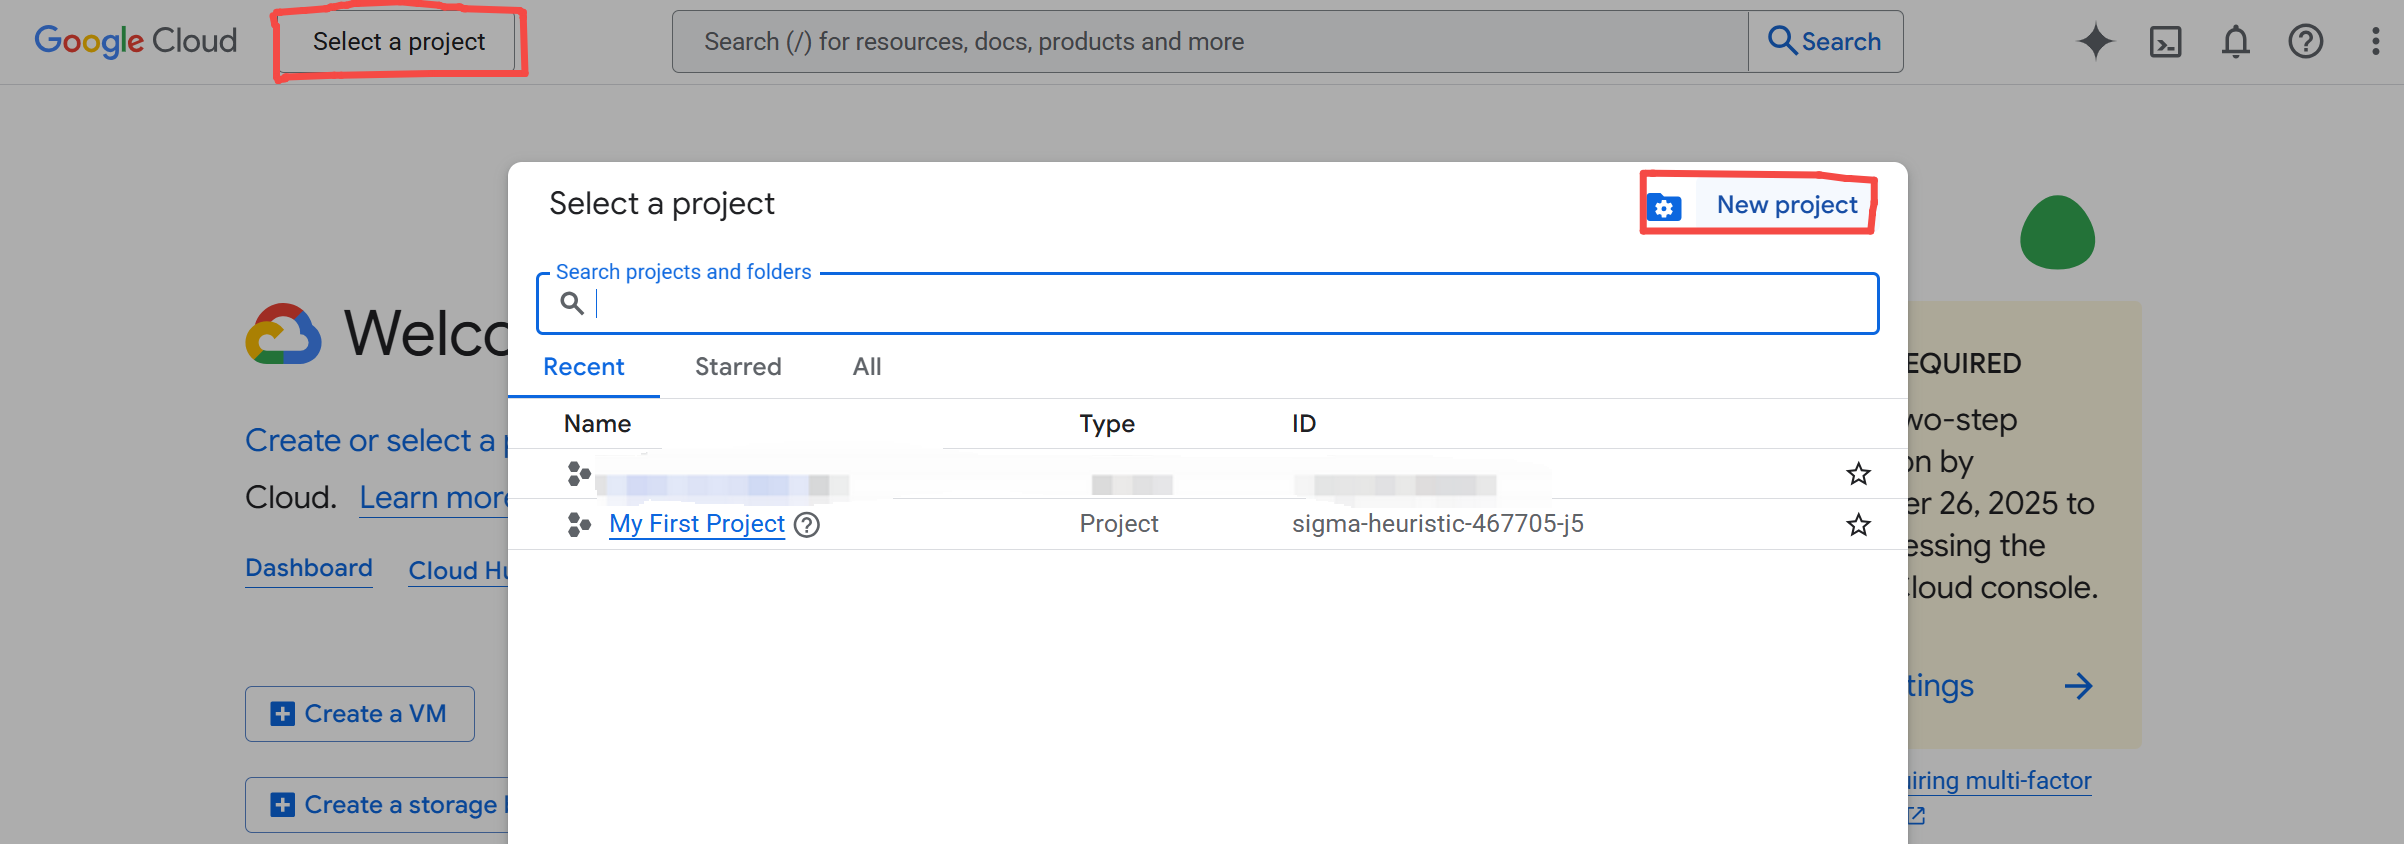 Google Cloud
Select a project
Search (/) for resources, docs, products and more
Search
Select a project
New project
Search projects and folders
Recent
Starred
All
Name
Type
ID
My First Project
Project
sigma-heuristic-467705-j5
Welco
Create or select a p
Cloud. Learn more
Dashboard
Cloud Hu
Create a VM
Create a storage
EQUIRED
wo-step
on by
er 26, 2025 to
essing the
loud console.
tings
iring multi-factor